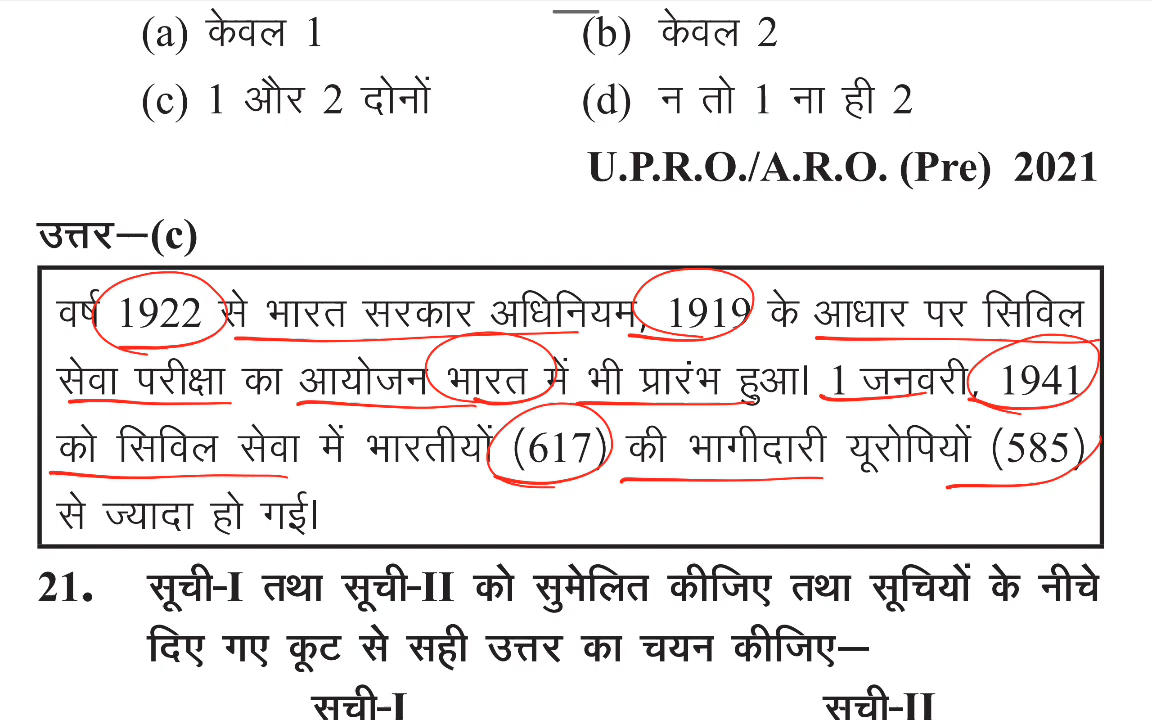 (a) केवल 1 (b) केवल 2
(c) 1 और 2 दोनों (d) न तो 1 ना ही 2
U.P.R.O./A.R.O. (Pre) 2021
उत्तर—(c)
वर्ष 1922 से भारत सरकार अधिनियम, 1919 के आधार पर सिविल
सेवा परीक्षा का आयोजन भारत में भी प्रारंभ हुआ। 1 जनवरी, 1941
को सिविल सेवा में भारतीयों (617) की भागीदारी यूरोपियों (585)
से ज्यादा हो गई।
21. सूची-I तथा सूची-II को सुमेलित कीजिए तथा सूचियों के नीचे
दिए गए कूट से सही उत्तर का चयन कीजिए—
सूची-I सूची-II